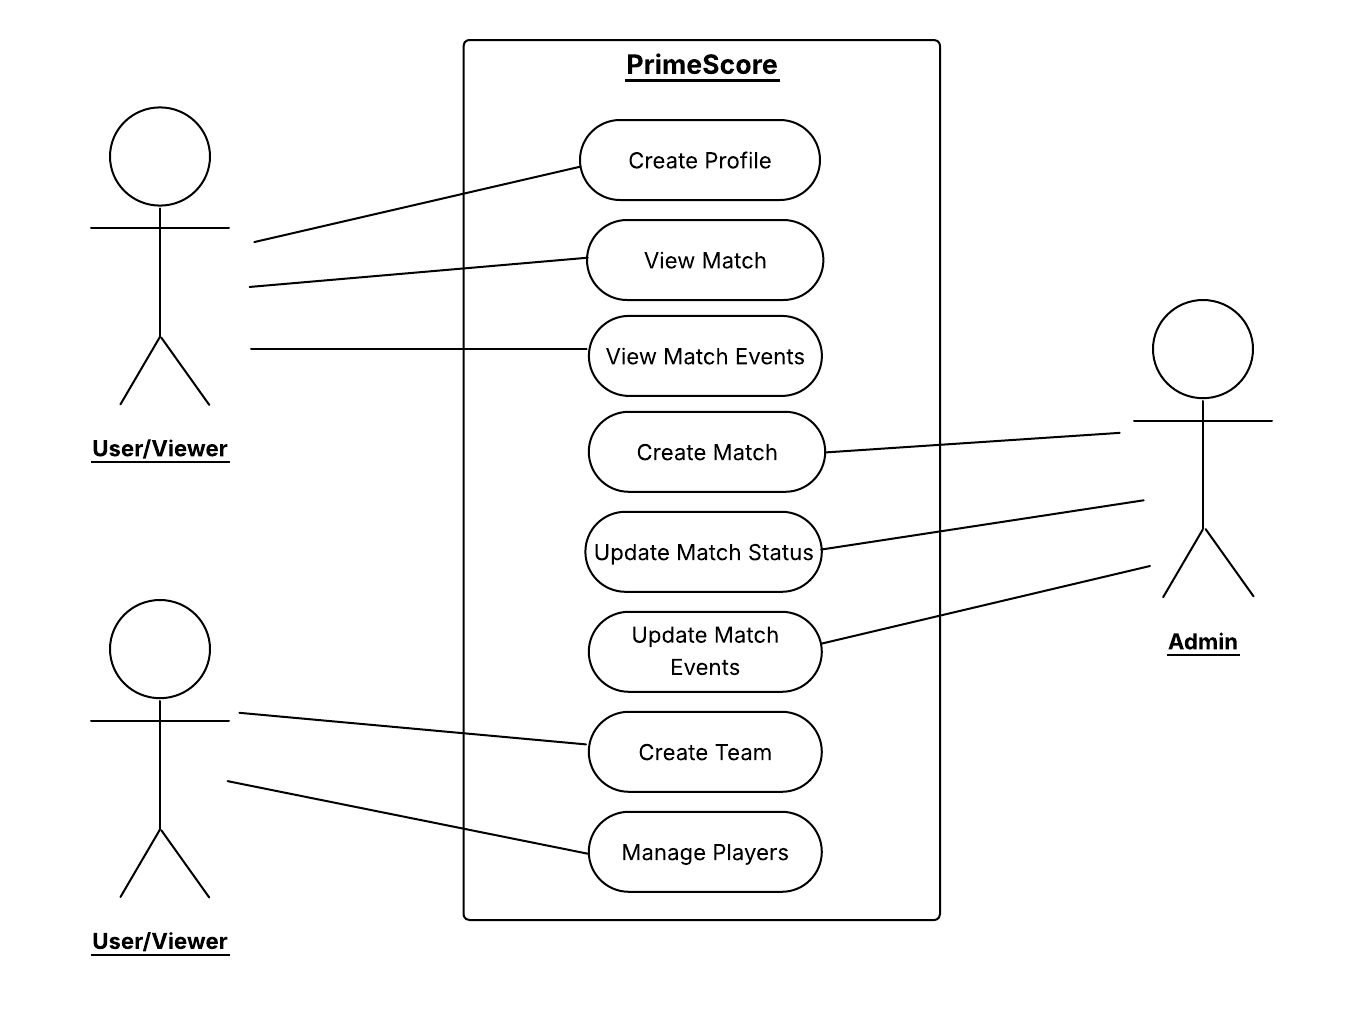 PrimeScore
Create Profile
View Match
View Match Events
User/Viewer
Create Match
Update Match Status
Update Match
Events
Admin
Create Team
Manage Players
User/Viewer